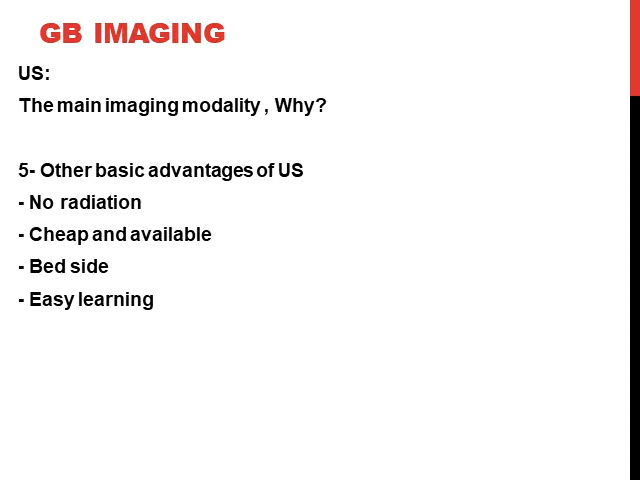 GB IMAGING
US:
The main imaging modality , Why?
5- Other basic advantages of US
- No radiation
- Cheap and available
- Bed side
- Easy learning